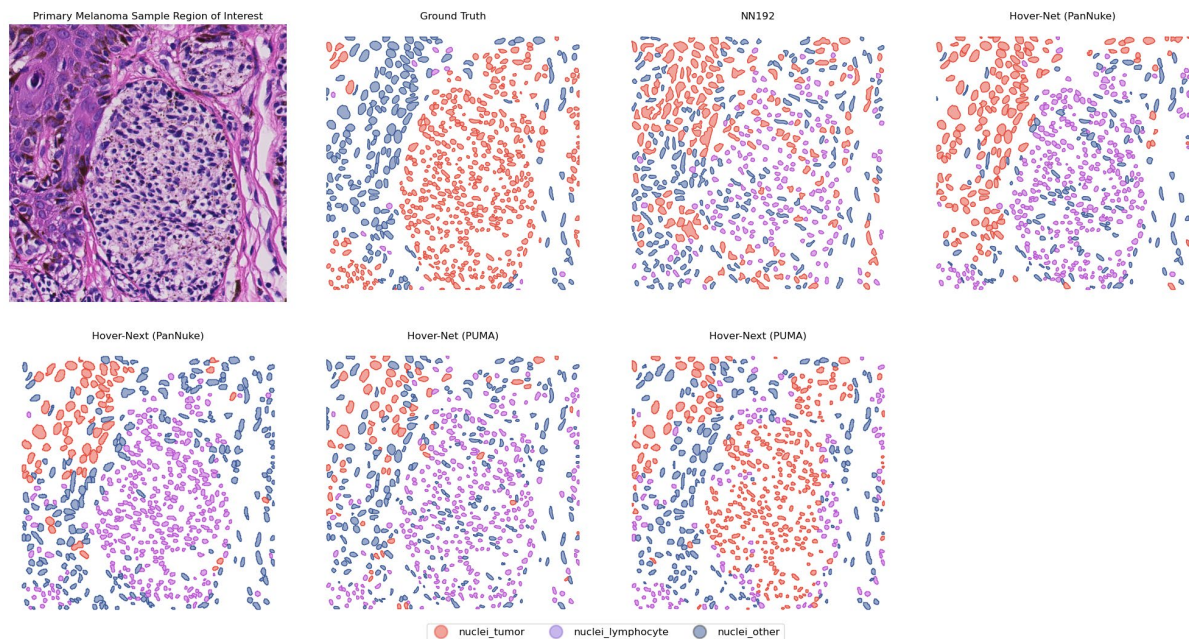 Primary Melanoma Sample Region of Interest
Ground Truth
NN192
Hover-Net (PanNuke)
Hover-Next (PanNuke)
Hover-Net (PUMA)
Hover-Next (PUMA)
nuclei_tumor
nuclei_lymphocyte
nuclei_other